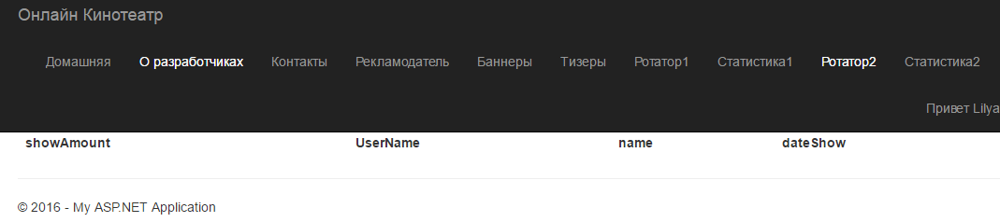 Онлайн Кинотеатр
Домашняя О разработчиках Контакты Рекламодатель Баннеры Тизеры Ротатор1 Статистика1 Ротатор2 Статистика2
Привет Lilya
showAmount UserName name dateShow
© 2016 - My ASP.NET Application